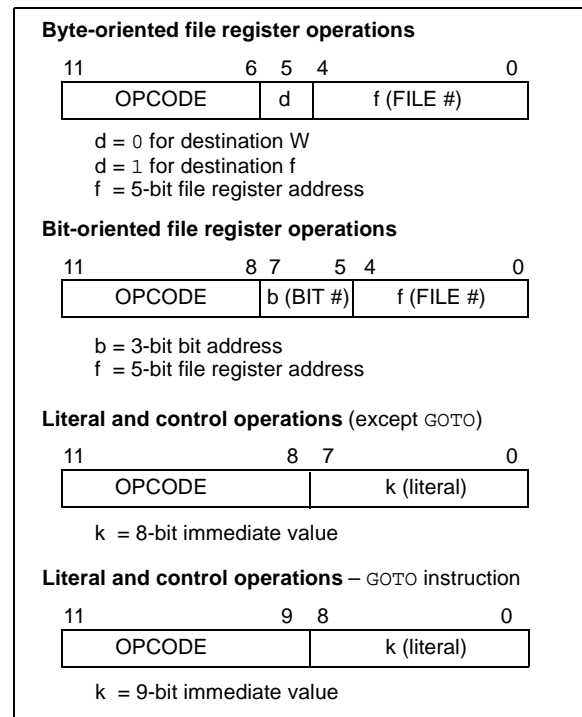 Byte-oriented file register operations
11 6 5 4 0
OPCODE d f (FILE #)
d = 0 for destination W
d = 1 for destination f
f = 5-bit file register address
Bit-oriented file register operations
11 8 7 5 4 0
OPCODE b (BIT #) f (FILE #)
b = 3-bit bit address
f = 5-bit file register address
Literal and control operations (except GOTO)
11 8 7 0
OPCODE k (literal)
k = 8-bit immediate value
Literal and control operations – GOTO instruction
11 9 8 0
OPCODE k (literal)
k = 9-bit immediate value